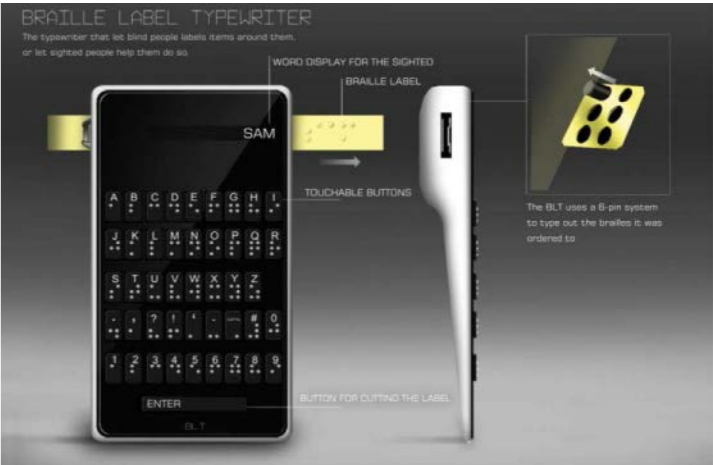 BRAILLE LABEL TYPEWRITER
The typewriter that let blind people labels items around them,
or let sighted people help them do so.
WORD DISPLAY FOR THE SIGHTED
BRAILLE LABEL
SAM
TOUCHABLE BUTTONS
A B C D E F G H I
J K L M N O P Q R
S T U V W X Y Z
. , ? ! ' - # 0
1 2 3 4 5 6 7 8 9
ENTER
BUTTON FOR CUTTING THE LABEL
BLT
The BLT uses a 6-pin system
to type out the brailles it was
ordered to